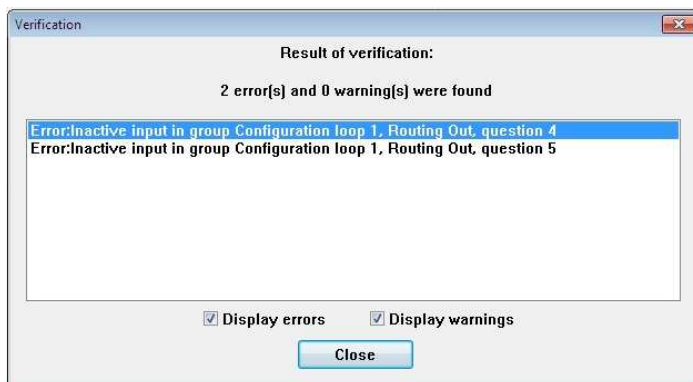 Verification
Result of verification:
2 error(s) and 0 warning(s) were found
Error:Inactive input in group Configuration loop 1, Routing Out, question 4
Error:Inactive input in group Configuration loop 1, Routing Out, question 5
Display errors Display warnings
Close